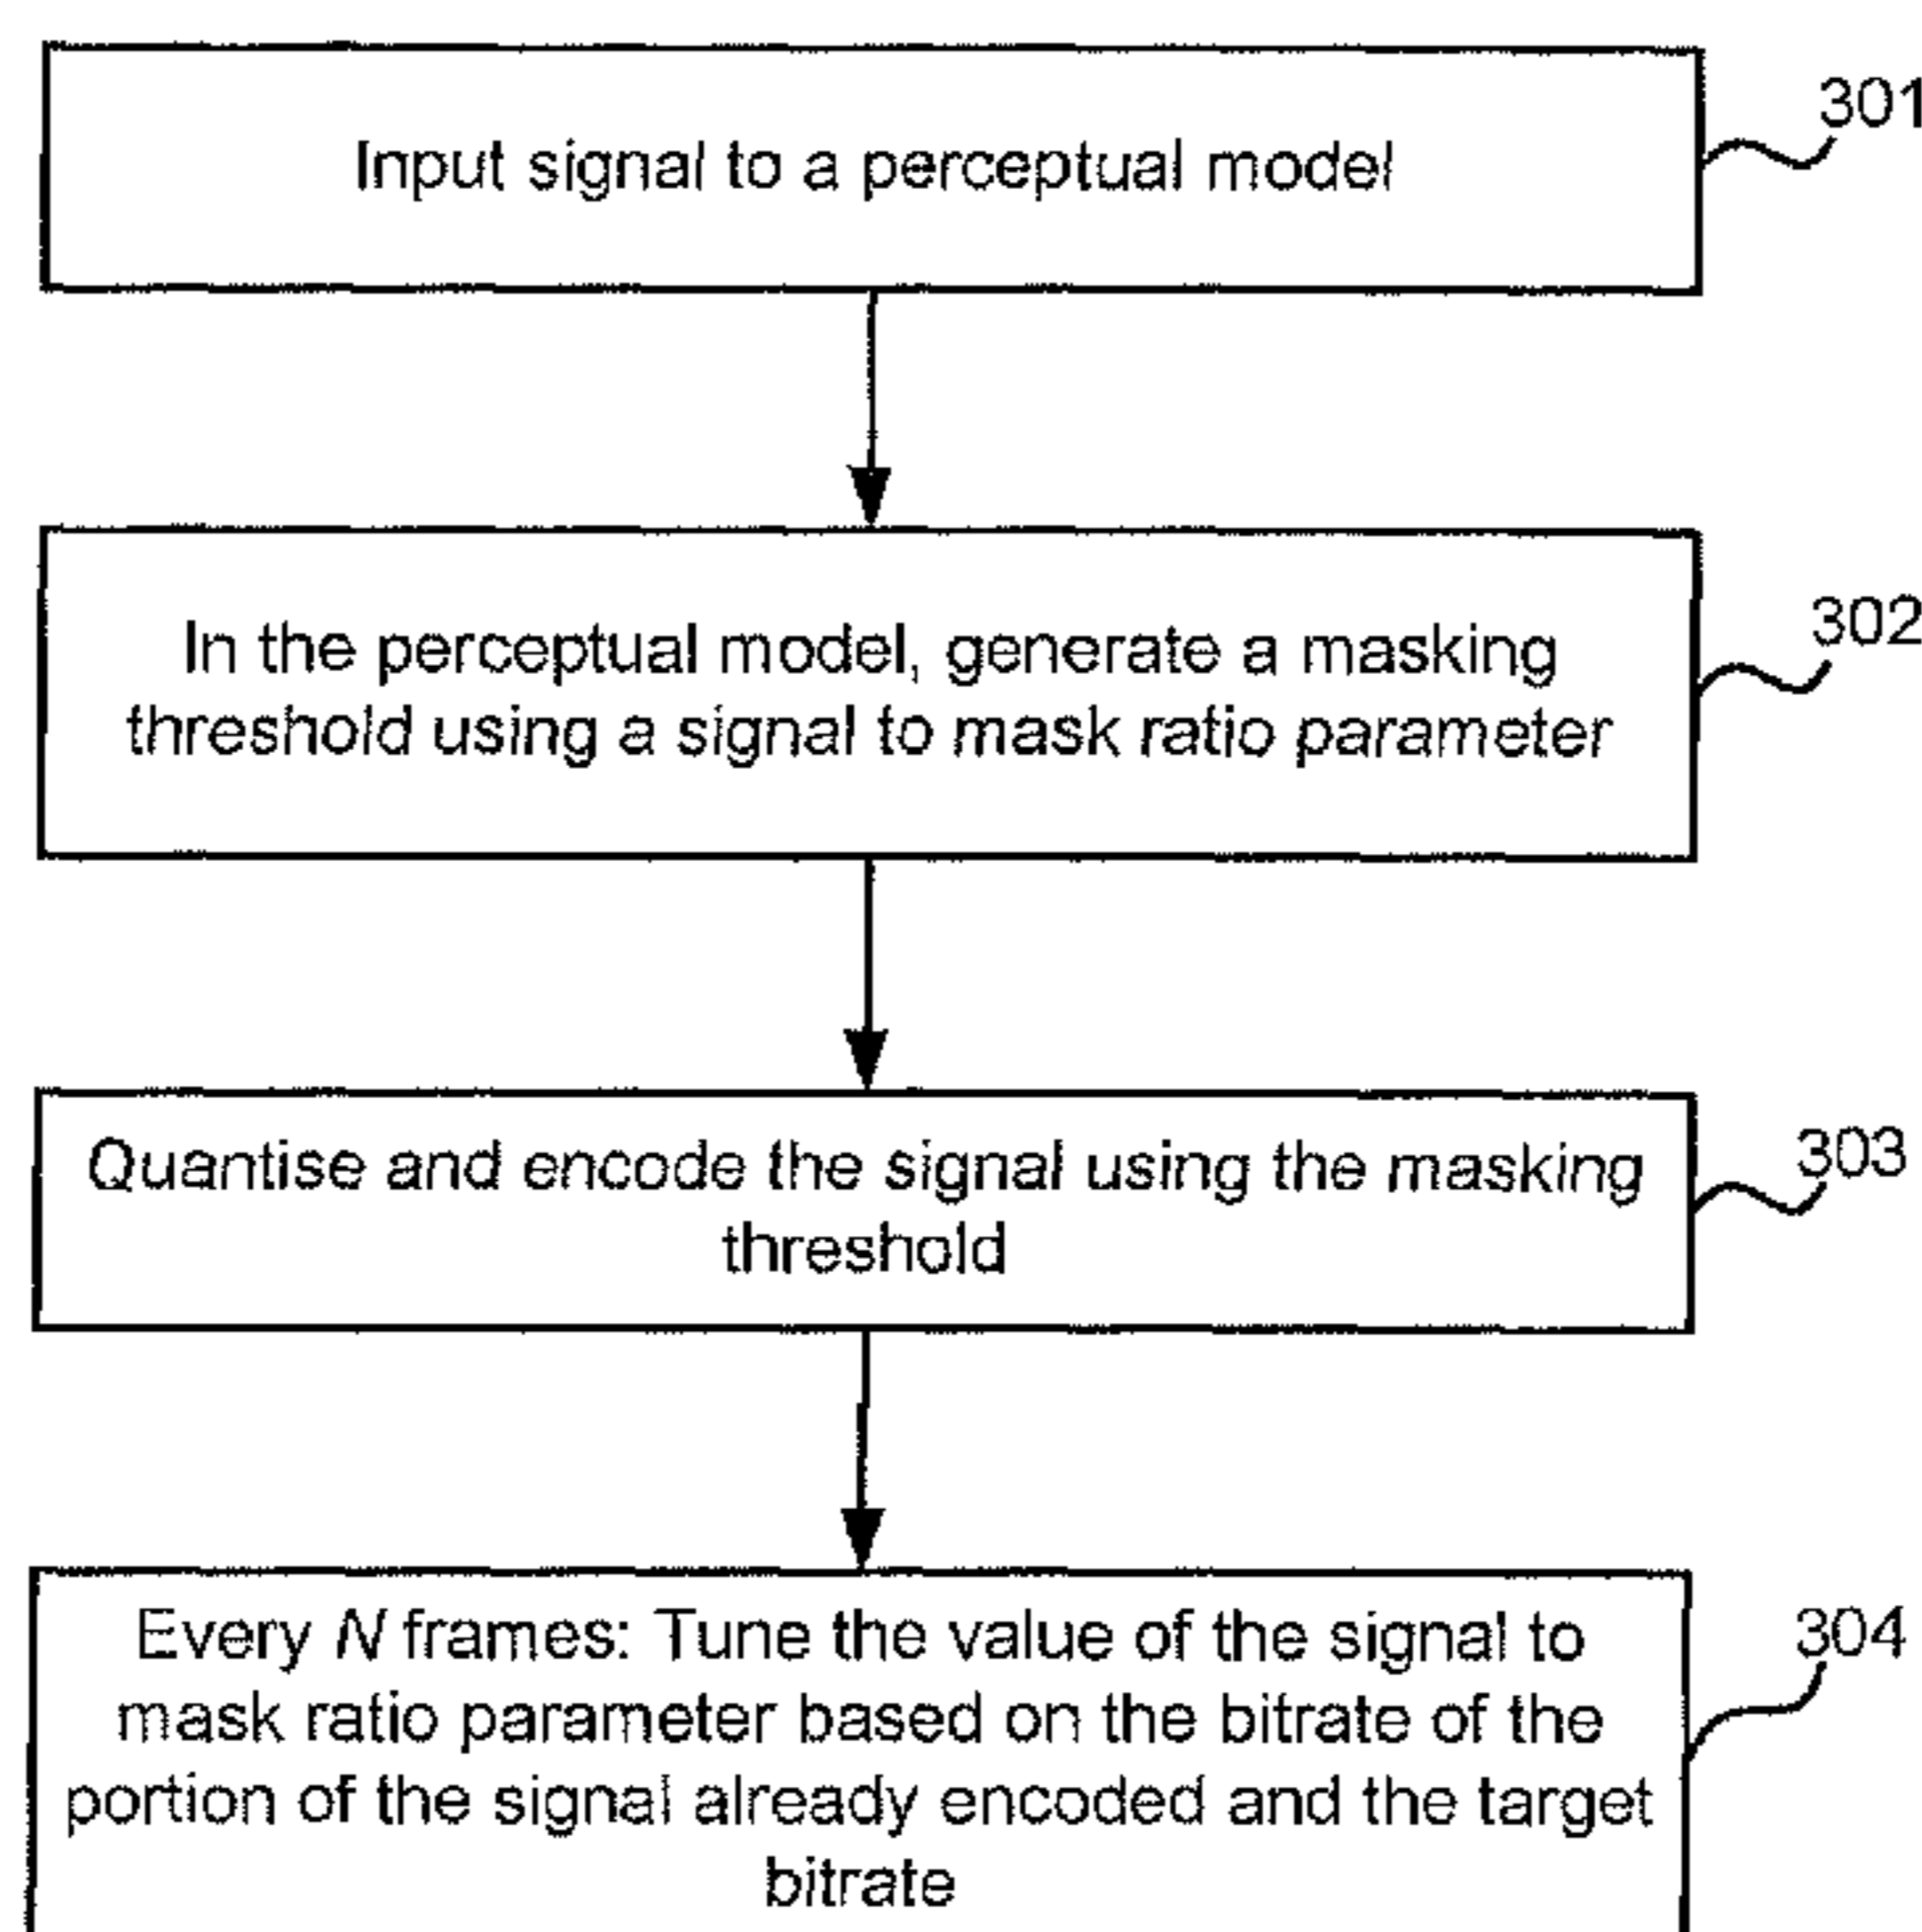 301
Input signal to a perceptual model
302
In the perceptual model, generate a masking
threshold using a signal to mask ratio parameter
303
Quantise and encode the signal using the masking
threshold
304
Every N frames: Tune the value of the signal to
mask ratio parameter based on the bitrate of the
portion of the signal already encoded and the target
bitrate